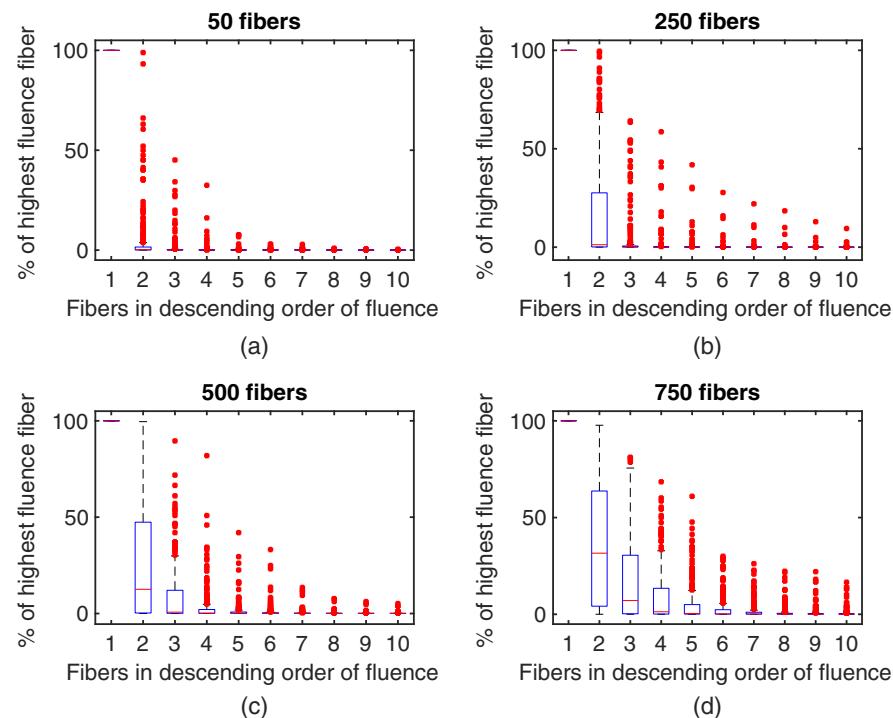 50 fibers
% of highest fluence fiber
100
50
0
1 2 3 4 5 6 7 8 9 10
Fibers in descending order of fluence
(a)
250 fibers
% of highest fluence fiber
100
50
0
1 2 3 4 5 6 7 8 9 10
Fibers in descending order of fluence
(b)
500 fibers
% of highest fluence fiber
100
50
0
1 2 3 4 5 6 7 8 9 10
Fibers in descending order of fluence
(c)
750 fibers
% of highest fluence fiber
100
50
0
1 2 3 4 5 6 7 8 9 10
Fibers in descending order of fluence
(d)